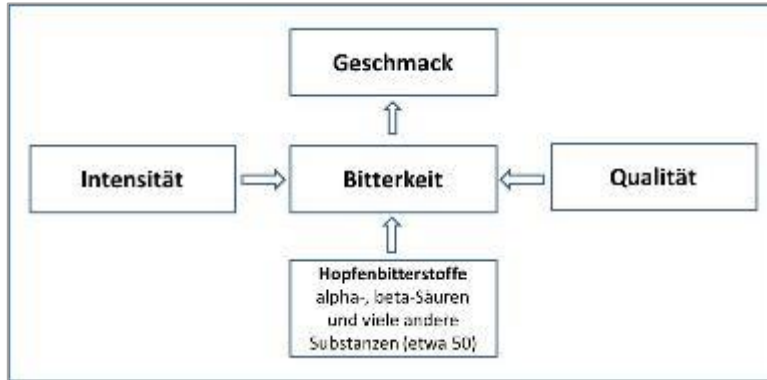 Geschmack
Intensität
Bitterkeit
Qualität
Hopfenbitterstoffe
alpha-, beta-Säuren
und viele andere
Substanzen (etwa 50)